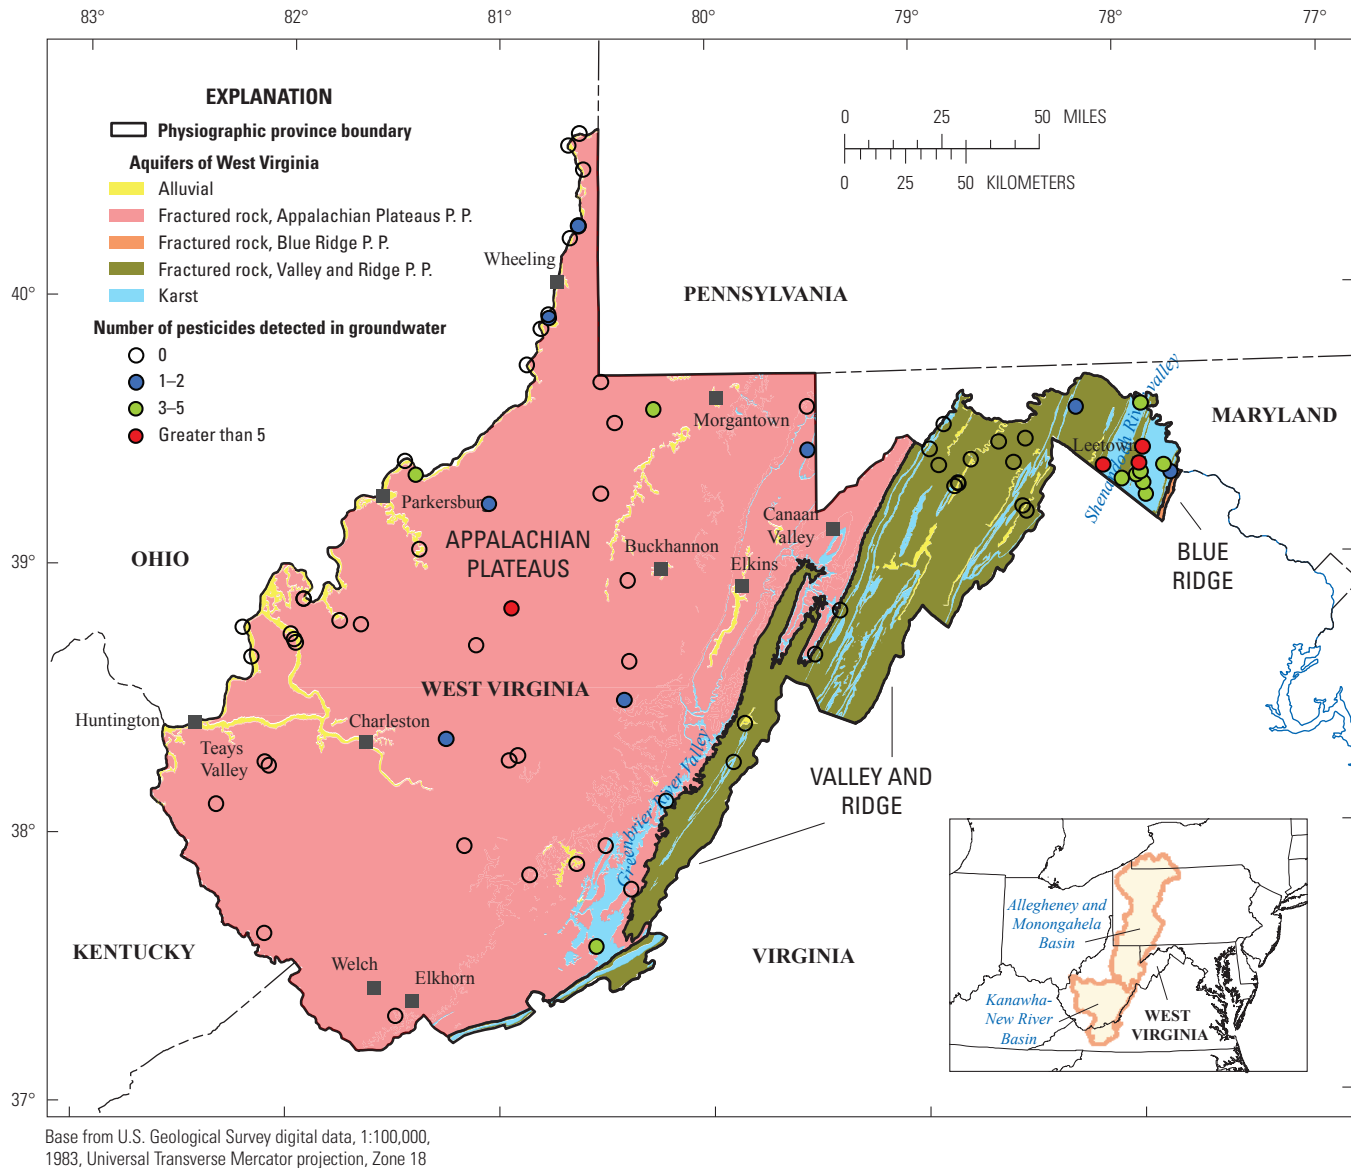 83°
82°
81°
80°
79°
78°
77°
EXPLANATION
Physiographic province boundary
Aquifers of West Virginia
Alluvial
Fractured rock, Appalachian Plateaus P. P.
Fractured rock, Blue Ridge P. P.
Fractured rock, Valley and Ridge P. P.
Karst
Number of pesticides detected in groundwater
0
1–2
3–5
Greater than 5
0 25 50 MILES
0 25 50 KILOMETERS
40°
39°
38°
37°
Wheeling
PENNSYLVANIA
Morgantown
MARYLAND
Leetown
Shenandoah River valley
Parkersburg
APPALACHIAN
PLATEAUS
Buckhannon
Canaan
Valley
Elkins
BLUE
RIDGE
OHIO
WEST VIRGINIA
Huntington
Charleston
Teays
Valley
Greenbrier River Valley
VALLEY AND
RIDGE
KENTUCKY
Welch
Elkhorn
VIRGINIA
Allegheney and
Monongahela
Basin
Kanawha-
New River
Basin
WEST
VIRGINIA
Base from U.S. Geological Survey digital data, 1:100,000,
1983, Universal Transverse Mercator projection, Zone 18